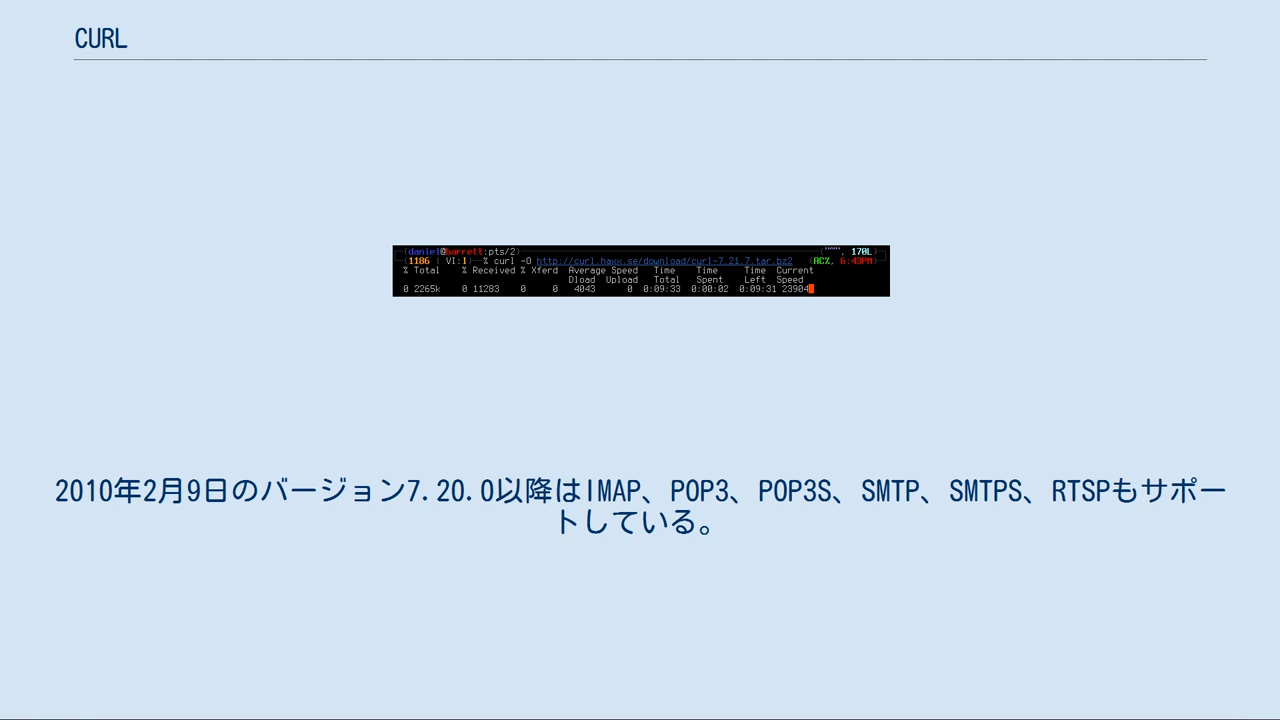 CURL
(daniel@barrett:pts/2) 170L
(1186 | VI:I) % curl -O http://curl.haxx.se/download/curl-7.21.7.tar.bz2 (AC%, 6:43PM)
% Total % Received % Xferd Average Speed Time Time Time Current
Dload Upload Total Spent Left Speed
0 2265k 0 11283 0 0 4043 0 0:09:33 0:00:02 0:09:31 23904
2010年2月9日のバージョン7.20.0以降はIMAP、POP3、POP3S、SMTP、SMTPS、RTSPもサポー
トしている。